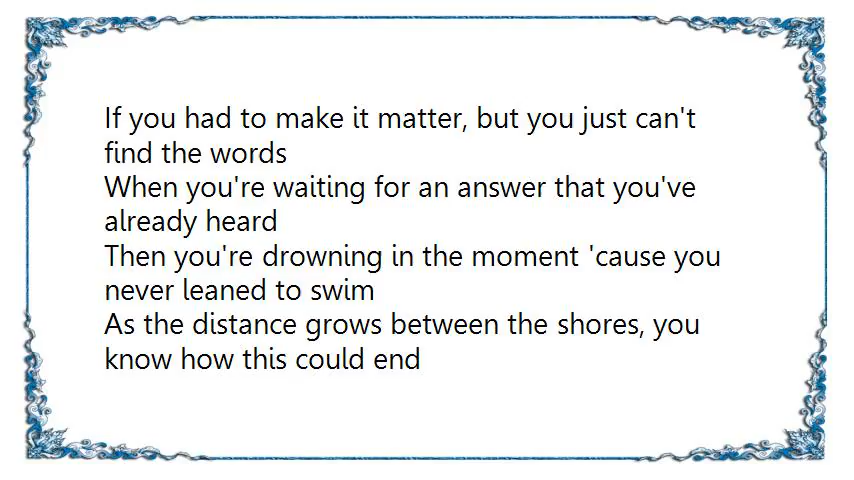 If you had to make it matter, but you just can't
find the words
When you're waiting for an answer that you've
already heard
Then you're drowning in the moment 'cause you
never leaned to swim
As the distance grows between the shores, you
know how this could end